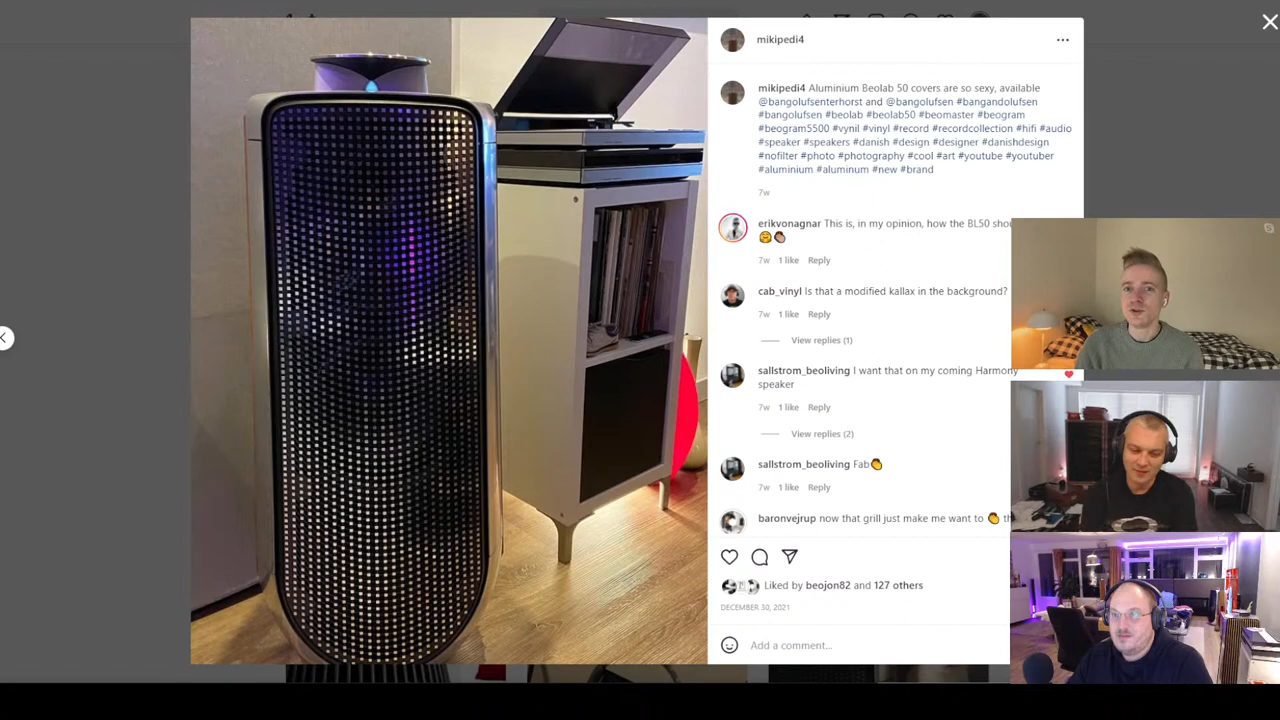 mikipedi4
mikipedi4 Aluminium Beolab 50 covers are so sexy, available
@bangolufsenterhorst and @bangolufsen #bangandolufsen
#bangolufsen #beolab #beolab50 #beomaster #beogram
#beogram5500 #vynil #vinyl #record #recordcollection #hifi #audio
#speaker #speakers #danish #design #designer #danishdesign
#nofilter #photo #photography #cool #art #youtube #youtuber
#aluminium #aluminum #new #brand
7w
erikvonagnar This is, in my opinion, how the BL50
7w 1 like Reply
cab_vinyl Is that a modified kallax in the background?
7w 1 like Reply
View replies (1)
sallstrom_beoliving I want that on my coming Harmony
speaker
7w 1 like Reply
View replies (2)
sallstrom_beoliving Fab👏
7w 1 like Reply
baronvejrup now that grill just make me want to
Liked by beojon82 and 127 others
DECEMBER 30, 2021
Add a comment...